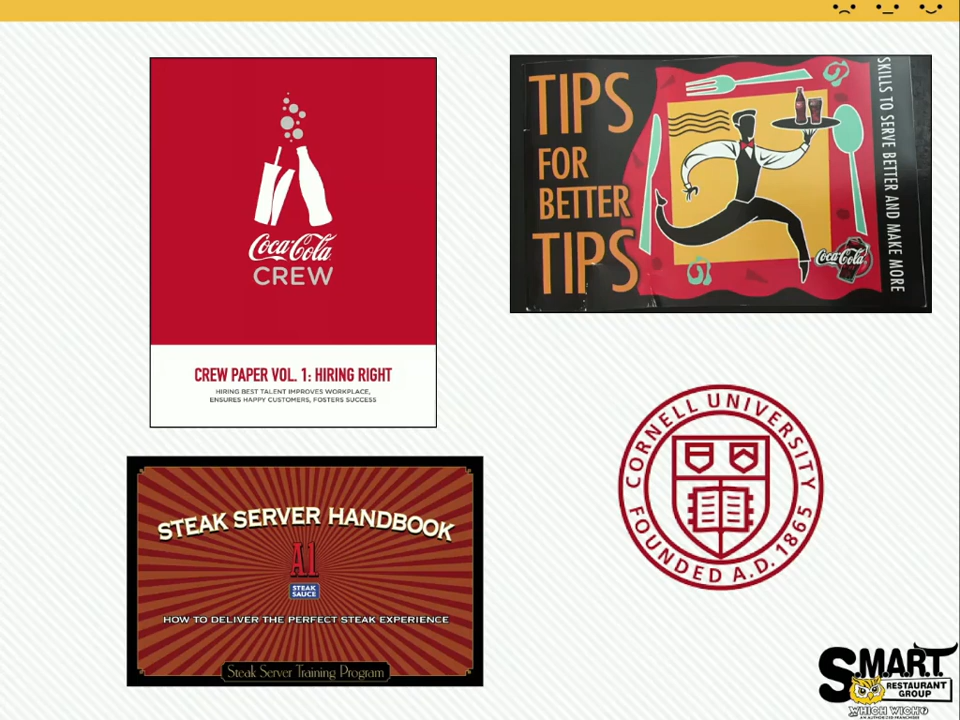 Coca-Cola
CREW
CREW PAPER VOL. 1: HIRING RIGHT
HIRING BEST TALENT IMPROVES WORKPLACE,
ENSURES HAPPY CUSTOMERS, FOSTERS SUCCESS
TIPS
FOR
BETTER
TIPS
SKILLS TO SERVE BETTER AND MAKE MORE
Coca-Cola
STEAK SERVER HANDBOOK
A1
STEAK
SAUCE
HOW TO DELIVER THE PERFECT STEAK EXPERIENCE
Steak Server Training Program
CORNELL UNIVERSITY
FOUNDED A.D. 1865
S.M.A.R.T.
RESTAURANT
GROUP
WHICH WICH?
AN AUTHORIZED FRANCHISEE